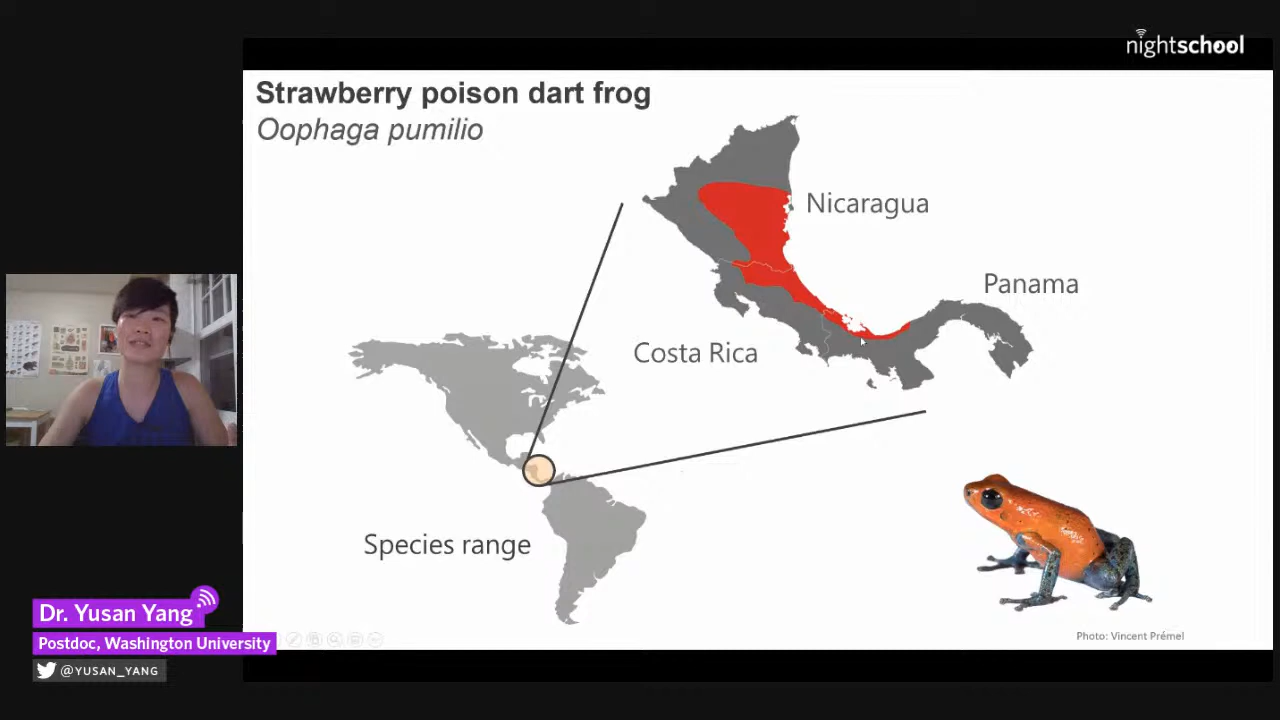 nightschool
Strawberry poison dart frog
Oophaga pumilio
Nicaragua
Panama
Costa Rica
Species range
Dr. Yusan Yang
Postdoc, Washington University
@YUSAN_YANG
Photo: Vincent Prémel